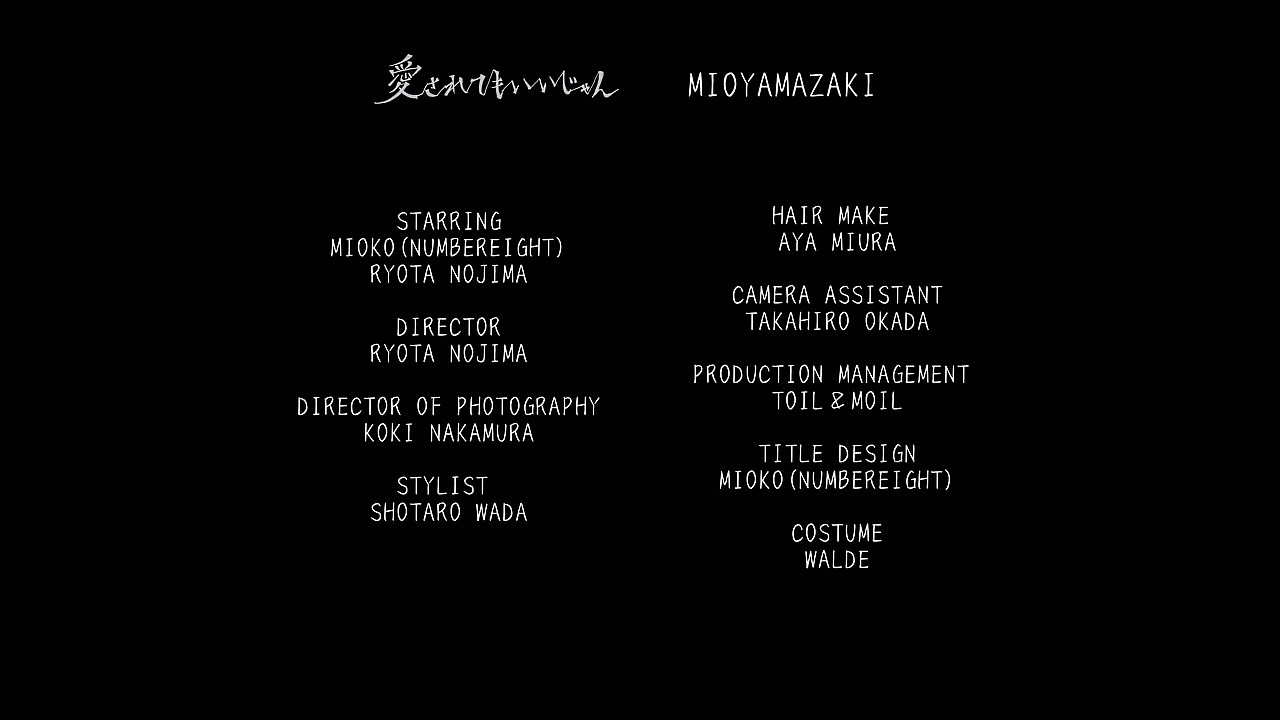 愛されてもいいじゃん MIOYAMAZAKI
STARRING
MIOKO(NUMBEREIGHT)
RYOTA NOJIMA
DIRECTOR
RYOTA NOJIMA
DIRECTOR OF PHOTOGRAPHY
KOKI NAKAMURA
STYLIST
SHOTARO WADA
HAIR MAKE
AYA MIURA
CAMERA ASSISTANT
TAKAHIRO OKADA
PRODUCTION MANAGEMENT
TOIL & MOIL
TITLE DESIGN
MIOKO(NUMBEREIGHT)
COSTUME
WALDE